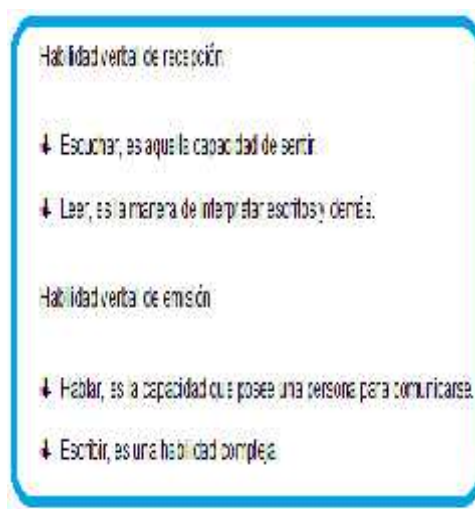 Habilidad verbal de recepción
Escuchar, es aquella capacidad de sentir.
Leer, es la manera de interpretar escritos y demás.
Habilidad verbal de emisión
Hablar, es la capacidad que posee una persona para comunicarse.
Escribir, es una habilidad compleja